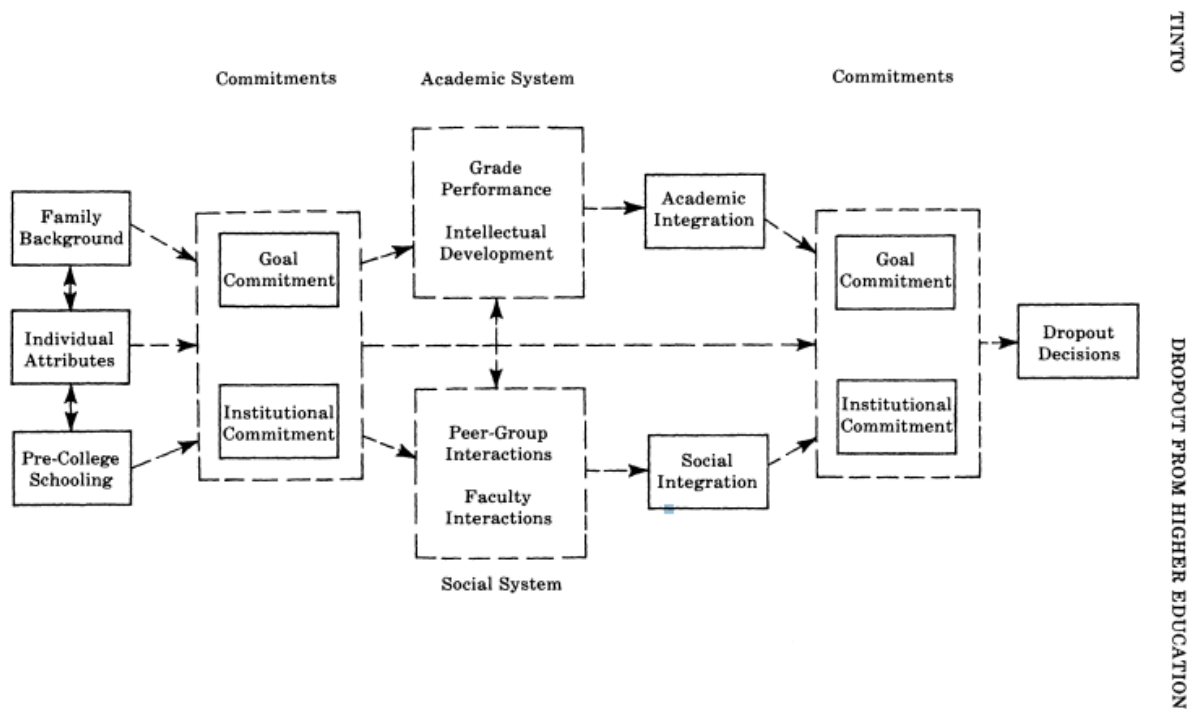 Commitments
Academic System
Commitments
Family
Background
Individual
Attributes
Pre-College
Schooling
Goal
Commitment
Institutional
Commitment
Grade
Performance
Intellectual
Development
Peer-Group
Interactions
Faculty
Interactions
Social System
Academic
Integration
Social
Integration
Goal
Commitment
Institutional
Commitment
Dropout
Decisions
TINTO
DROPOUT FROM HIGHER EDUCATION